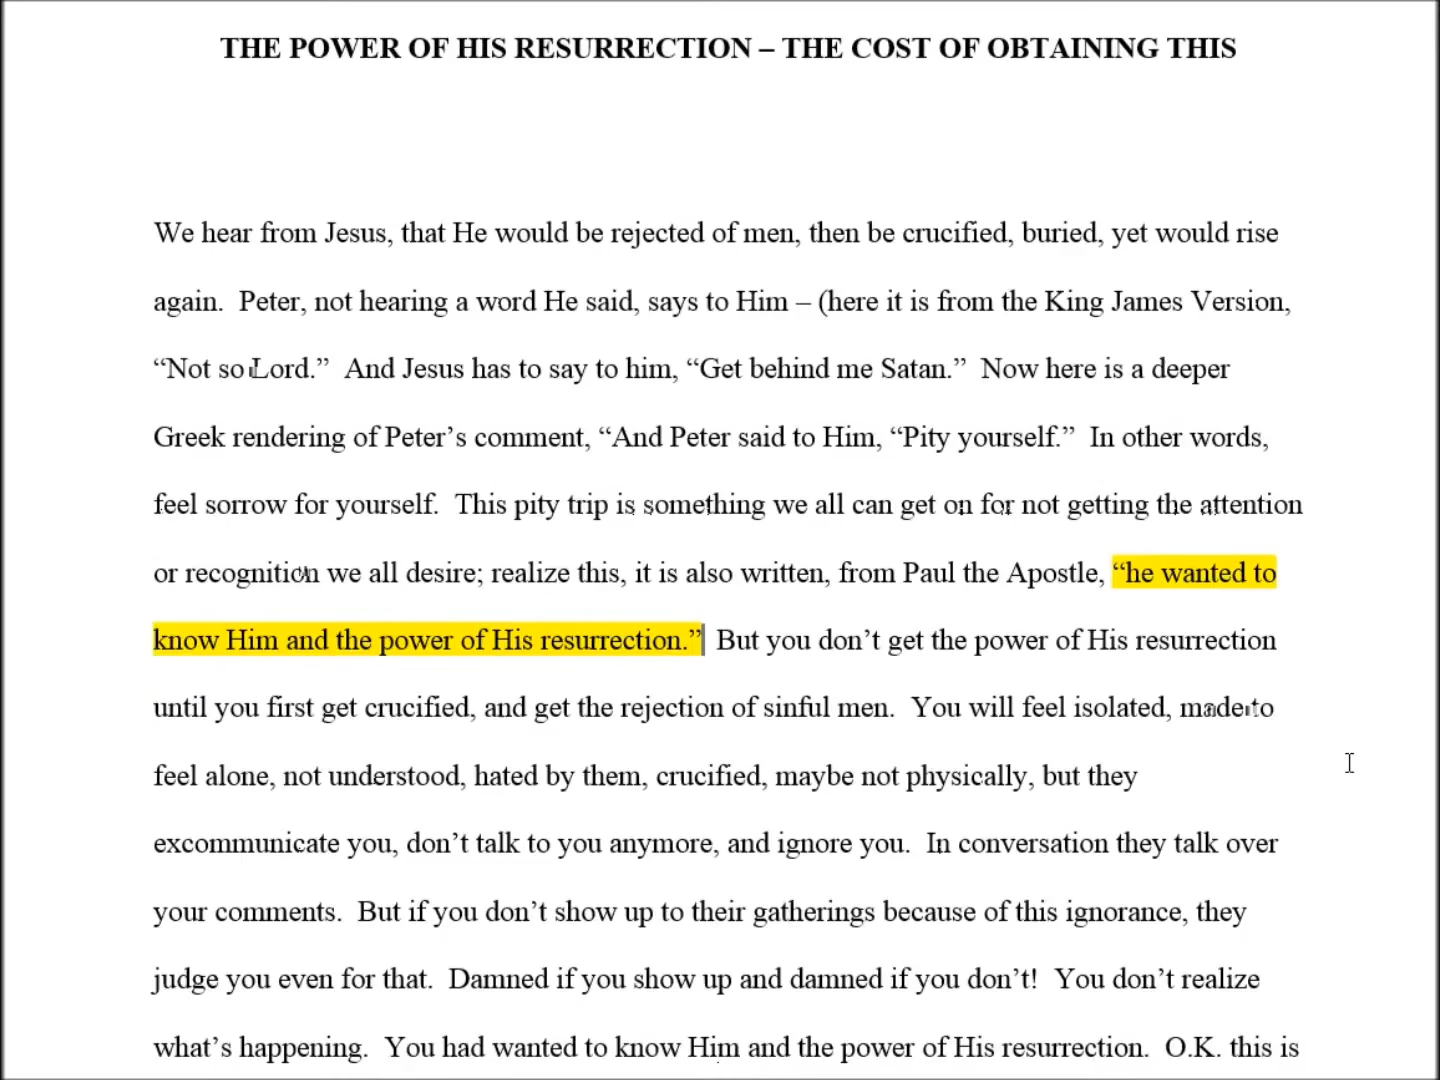 THE POWER OF HIS RESURRECTION – THE COST OF OBTAINING THIS
We hear from Jesus, that He would be rejected of men, then be crucified, buried, yet would rise
again.  Peter, not hearing a word He said, says to Him – (here it is from the King James Version,
“Not so Lord.”  And Jesus has to say to him, “Get behind me Satan.”  Now here is a deeper
Greek rendering of Peter’s comment, “And Peter said to Him, “Pity yourself.”  In other words,
feel sorrow for yourself.  This pity trip is something we all can get on for not getting the attention
or recognition we all desire; realize this, it is also written, from Paul the Apostle, “he wanted to
know Him and the power of His resurrection.”  But you don’t get the power of His resurrection
until you first get crucified, and get the rejection of sinful men.  You will feel isolated, made to
feel alone, not understood, hated by them, crucified, maybe not physically, but they
excommunicate you, don’t talk to you anymore, and ignore you.  In conversation they talk over
your comments.  But if you don’t show up to their gatherings because of this ignorance, they
judge you even for that.  Damned if you show up and damned if you don’t!  You don’t realize
what’s happening.  You had wanted to know Him and the power of His resurrection.  O.K. this is